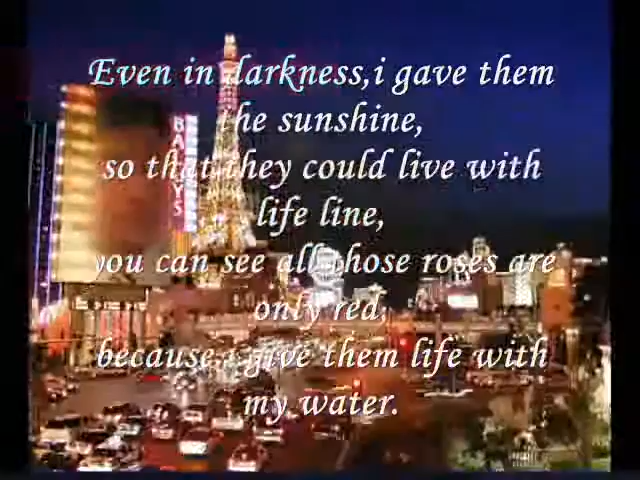 Even in darkness,i gave them
the sunshine,
so that they could live with
life line,
you can see all those roses are
only red,
because i give them life with
my water.
BALLYS